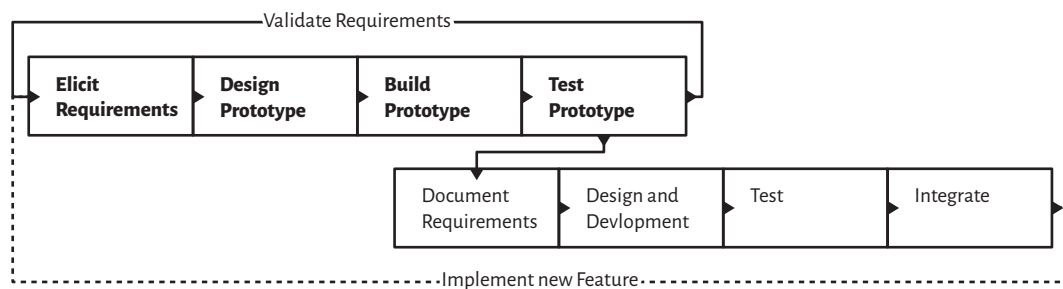 Validate Requirements
Elicit
Requirements
Design
Prototype
Build
Prototype
Test
Prototype
Document
Requirements
Design and
Devlopment
Test
Integrate
Implement new Feature